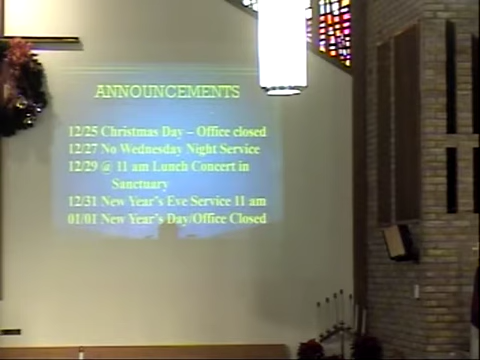 ANNOUNCEMENTS
12/25 Christmas Day – Office closed
12/27 No Wednesday Night Service
12/29 @ 11 am Lunch Concert in
Sanctuary
12/31 New Year's Eve Service 11 am
01/01 New Year's Day/Office Closed